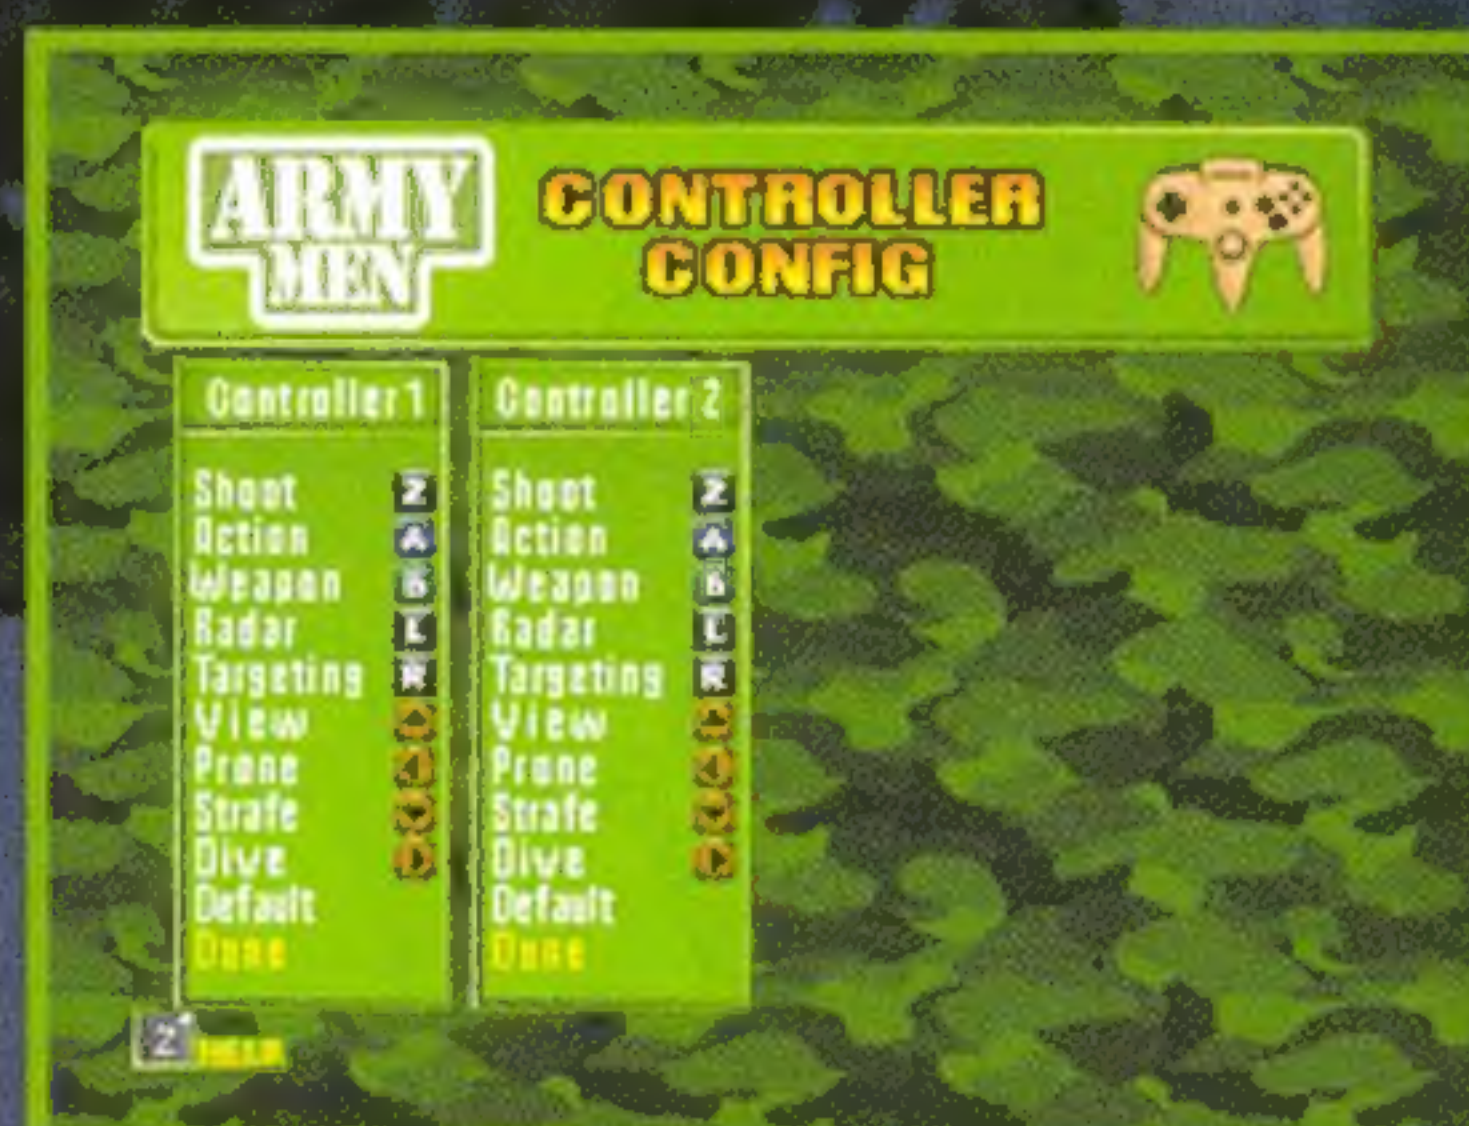 ARMY
MEN
CONTROLLER
CONFIG
Controller 1
Shoot Z
Action A
Weapon B
Radar L
Targeting R
View
Prone
Strafe
Dive
Default
Done
Controller 2
Shoot Z
Action A
Weapon B
Radar L
Targeting R
View
Prone
Strafe
Dive
Default
Done
Z